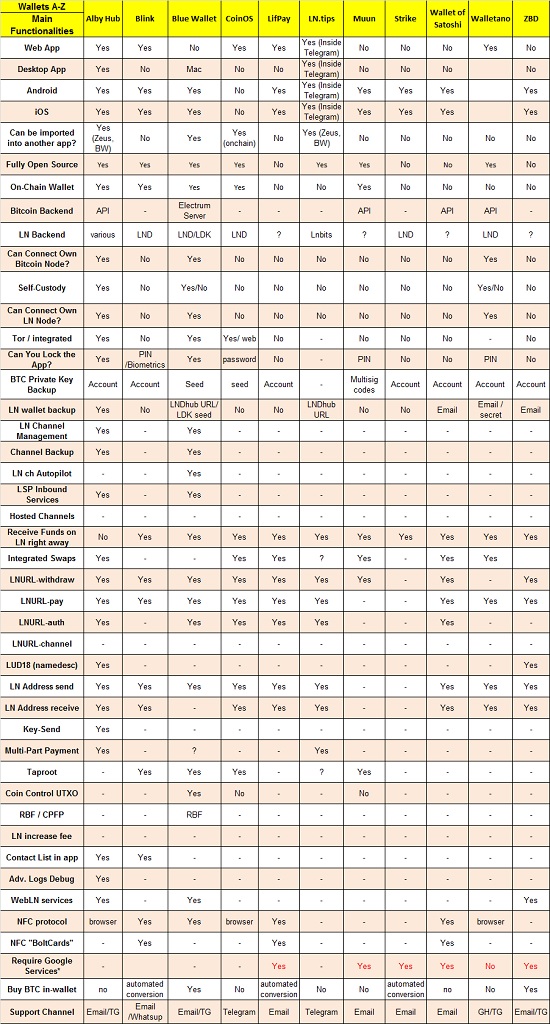 Wallets A-Z
Main Functionalities
Alby Hub Blink Blue Wallet CoinOS LifPay LN.tips Muun Strike Wallet of Satoshi Walletano ZBD
Web App Yes Yes No Yes Yes Yes (Inside Telegram) No No No Yes No
Desktop App Yes No Mac No No Yes (Inside Telegram) No No No No
Android Yes Yes Yes No Yes Yes (Inside Telegram) Yes Yes Yes Yes
iOS Yes Yes Yes No Yes Yes (Inside Telegram) Yes Yes Yes Yes
Can be imported into another app? Yes (Zeus, BW) No Yes Yes (onchain) No Yes (Zeus, BW) No No No No No
Fully Open Source Yes Yes Yes Yes No Yes Yes No No Yes No
On-Chain Wallet Yes Yes Yes Yes No No Yes No No No No
Bitcoin Backend API - Electrum Server - - - API - API API -
LN Backend various LND LND/LDK LND ? Lnbits ? LND ? LND ?
Can Connect Own Bitcoin Node? Yes No Yes No No No No No No Yes No
Self-Custody Yes No Yes/No No No No Yes No No Yes/No No
Can Connect Own LN Node? Yes No Yes No No No No No No Yes No
Tor / integrated Yes No Yes Yes/ web No - No No No - No
Can You Lock the App? Yes PIN /Biometrics Yes password No - PIN No No PIN No
BTC Private Key Backup Account Account Seed seed Account - Multisig codes Account Account Account Account
LN wallet backup Yes No LNDhub URL/ LDK seed No No LNDhub URL No No Email Email / secret Email
LN Channel Management Yes - Yes - - - - - - - -
Channel Backup Yes - Yes - - - - - - - -
LN ch Autopilot - - Yes - - - - - - - -
LSP Inbound Services Yes - Yes - - - - - - - -
Hosted Channels - - - - - - - - - - -
Receive Funds on LN right away No Yes Yes Yes Yes Yes Yes Yes Yes Yes Yes
Integrated Swaps Yes - - Yes Yes ? Yes - Yes Yes -
LNURL-withdraw Yes Yes Yes Yes Yes Yes Yes - Yes - Yes
LNURL-pay Yes Yes Yes Yes Yes Yes - - Yes Yes Yes
LNURL-auth Yes - Yes Yes Yes Yes - - Yes - -
LNURL-channel - - - - - - - - - - -
LUD18 (namedesc) Yes - - - - - - - - - Yes
LN Address send Yes Yes Yes Yes Yes Yes - - Yes Yes Yes
LN Address receive Yes Yes - Yes Yes Yes - - Yes Yes Yes
Key-Send Yes - - - - - - - - - -
Multi-Part Payment Yes - ? - - Yes - - - - -
Taproot - Yes Yes Yes - ? Yes - - - -
Coin Control UTXO - - Yes No - - No - - - -
RBF / CPFP - - RBF - - - - - - - -
LN increase fee - - - - - - - - - - -
Contact List in app Yes Yes - - - - - - - - -
Adv. Logs Debug Yes - - - - - - - - - -
WebLN services Yes - Yes - - - - - - - Yes
NFC protocol browser Yes Yes browser Yes - - - Yes browser -
NFC "BoltCards" - Yes - - Yes - - - Yes - -
Require Google Services* - - - - Yes - Yes Yes Yes No Yes
Buy BTC in-wallet no automated conversion Yes No automated conversion No No automated conversion no No Yes
Support Channel Email/TG Email /Whatsup Email/TG Telegram Email Telegram Email Email Email GH/TG Email/TG